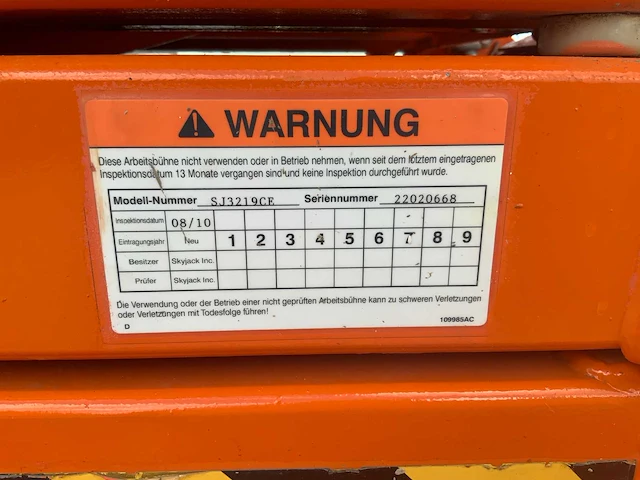 WARNUNG
Diese Arbeitsbühne nicht verwenden oder in Betrieb nehmen, wenn seit dem letztem eingetragenen
Inspektionsdatum 13 Monate vergangen sind und keine Inspektion durchgeführt wurde.
Modell-Nummer SJ3219CE Seriennummer 22020668
Inspektionsdatum 08/10
Eintragungsjahr Neu 1 2 3 4 5 6 7 8 9
Besitzer Skyjack Inc.
Prüfer Skyjack Inc.
Die Verwendung oder der Betrieb einer nicht geprüften Arbeitsbühne kann zu schweren Verletzungen
oder Verletzungen mit Todesfolge führen!
D 109985AC